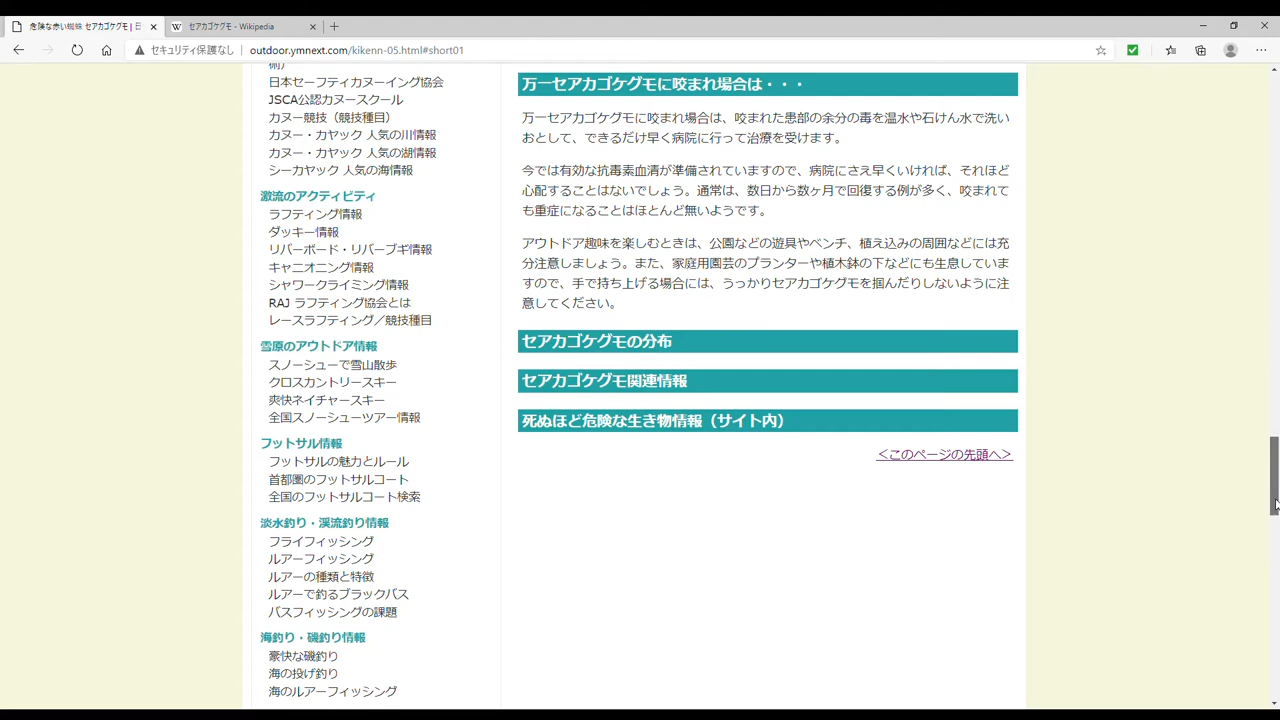 危険な赤い蜘蛛 セアカゴケグモ | 日
セアカゴケグモ - Wikipedia
セキュリティ保護なし
outdoor.ymnext.com/kikenn-05.html#short01
術）
日本セーフティカヌーイング協会
JSCA公認カヌースクール
カヌー競技（競技種目）
カヌー・カヤック 人気の川情報
カヌー・カヤック 人気の湖情報
シーカヤック 人気の海情報
激流のアクティビティ
ラフティング情報
ダッキー情報
リバーボード・リバーブギ情報
キャニオニング情報
シャワークライミング情報
RAJ ラフティング協会とは
レースラフティング／競技種目
雪原のアウトドア情報
スノーシューで雪山散歩
クロスカントリースキー
爽快ネイチャースキー
全国スノーシューツアー情報
フットサル情報
フットサルの魅力とルール
首都圏のフットサルコート
全国のフットサルコート検索
淡水釣り・渓流釣り情報
フライフィッシング
ルアーフィッシング
ルアーの種類と特徴
ルアーで釣るブラックバス
バスフィッシングの課題
海釣り・磯釣り情報
豪快な磯釣り
海の投げ釣り
海のルアーフィッシング
万一セアカゴケグモに咬まれ場合は・・・
万一セアカゴケグモに咬まれ場合は、咬まれた患部の余分の毒を温水や石けん水で洗い
おとして、できるだけ早く病院に行って治療を受けます。
今では有効な抗毒素血清が準備されていますので、病院にさえ早くいければ、それほど
心配することはないでしょう。通常は、数日から数ヶ月で回復する例が多く、咬まれて
も重症になることはほとんど無いようです。
アウトドア趣味を楽しむときは、公園などの遊具やベンチ、植え込みの周囲などには充
分注意しましょう。また、家庭用園芸のプランターや植木鉢の下などにも生息していま
すので、手で持ち上げる場合には、うっかりセアカゴケグモを掴んだりしないように注
意してください。
セアカゴケグモの分布
セアカゴケグモ関連情報
死ぬほど危険な生き物情報（サイト内）
＜このページの先頭へ＞